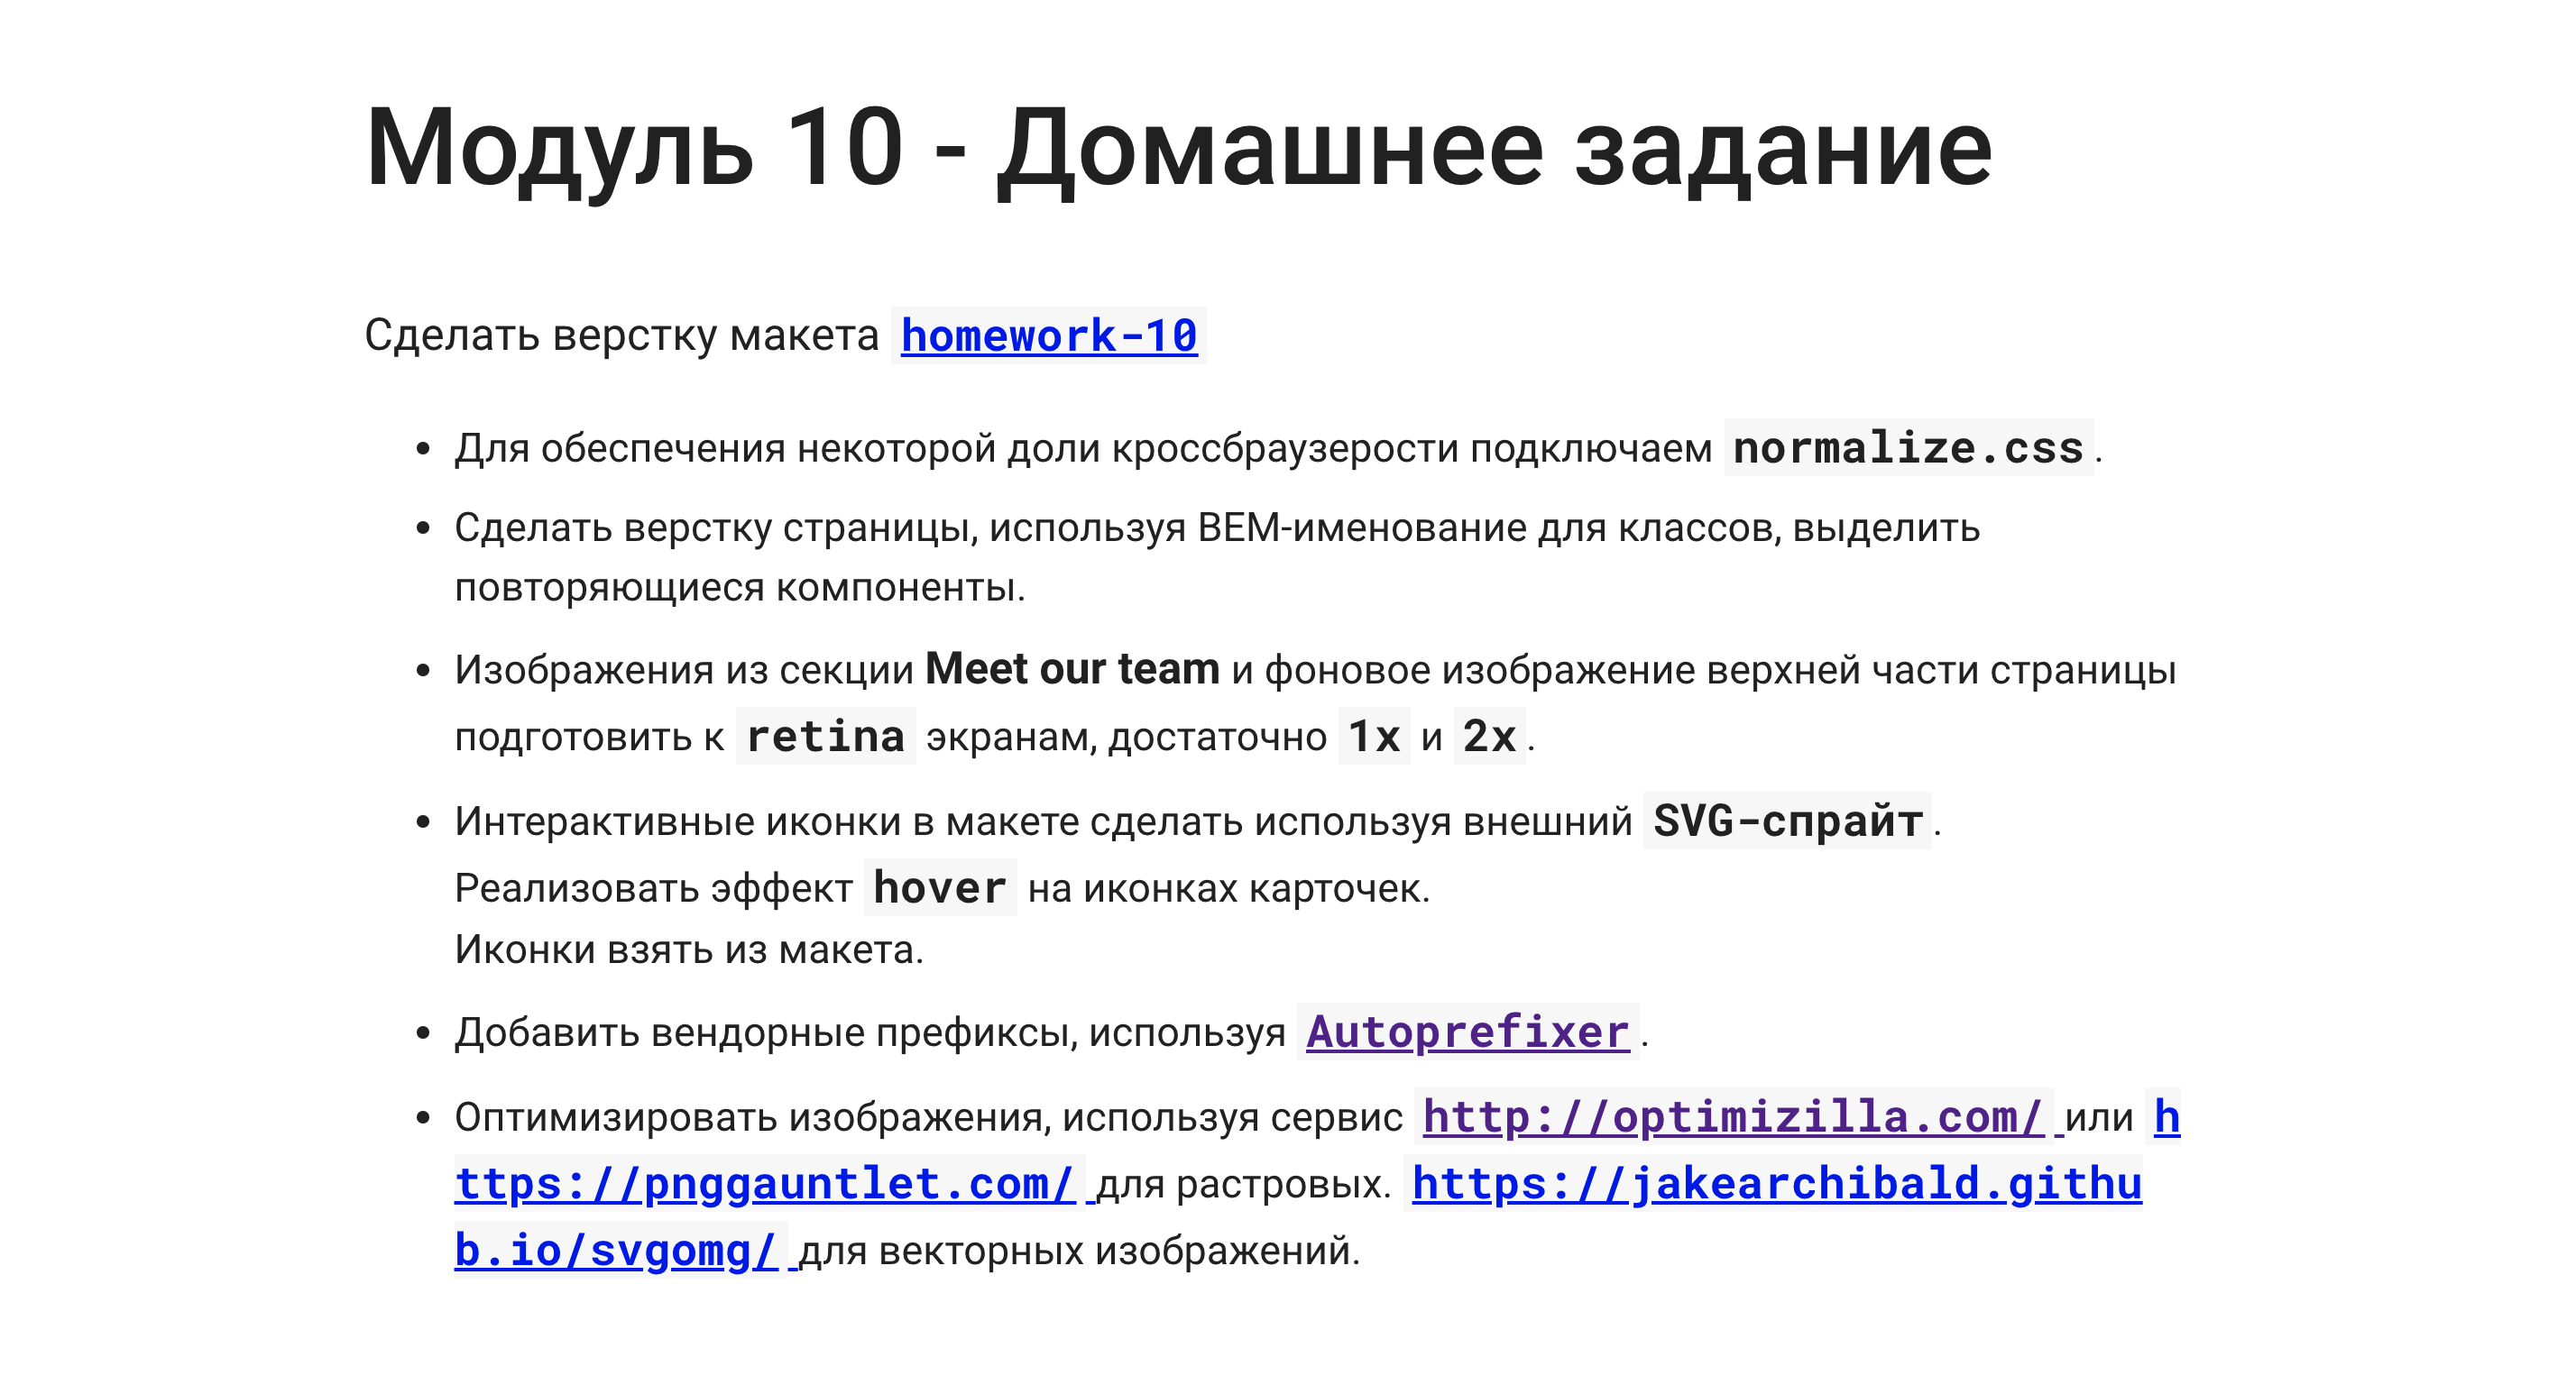 Модуль 10 - Домашнее задание
Сделать верстку макета homework-10
Для обеспечения некоторой доли кроссбраузерости подключаем normalize.css.
Сделать верстку страницы, используя BEM-именование для классов, выделить
повторяющиеся компоненты.
Изображения из секции Meet our team и фоновое изображение верхней части страницы
подготовить к retina экранам, достаточно 1x и 2x.
Интерактивные иконки в макете сделать используя внешний SVG-спрайт.
Реализовать эффект hover на иконках карточек.
Иконки взять из макета.
Добавить вендорные префиксы, используя Autoprefixer.
Оптимизировать изображения, используя сервис http://optimizilla.com/ или h
ttps://pnggauntlet.com/ для растровых. https://jakearchibald.githu
b.io/svgomg/ для векторных изображений.